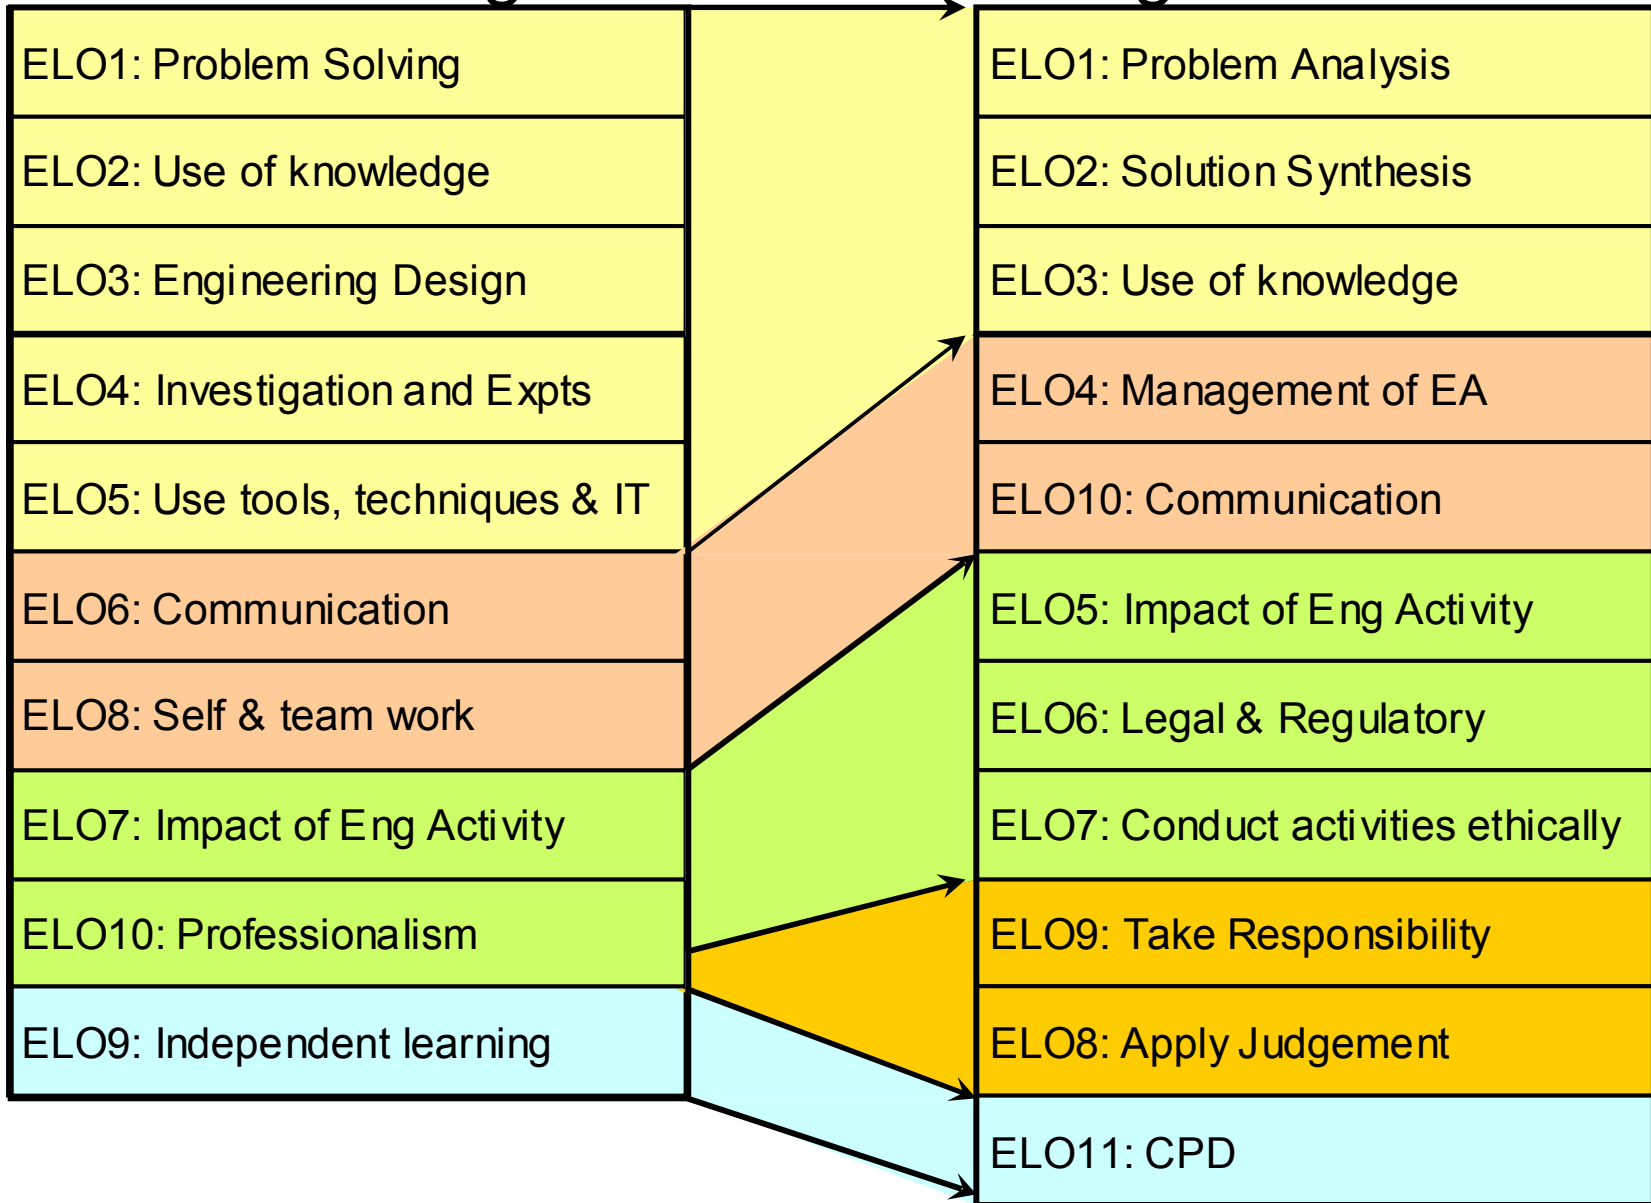 ELO1: Problem Solving
ELO2: Use of knowledge
ELO3: Engineering Design
ELO4: Investigation and Expts
ELO5: Use tools, techniques & IT
ELO6: Communication
ELO8: Self & team work
ELO7: Impact of Eng Activity
ELO10: Professionalism
ELO9: Independent learning
ELO1: Problem Analysis
ELO2: Solution Synthesis
ELO3: Use of knowledge
ELO4: Management of EA
ELO10: Communication
ELO5: Impact of Eng Activity
ELO6: Legal & Regulatory
ELO7: Conduct activities ethically
ELO9: Take Responsibility
ELO8: Apply Judgement
ELO11: CPD